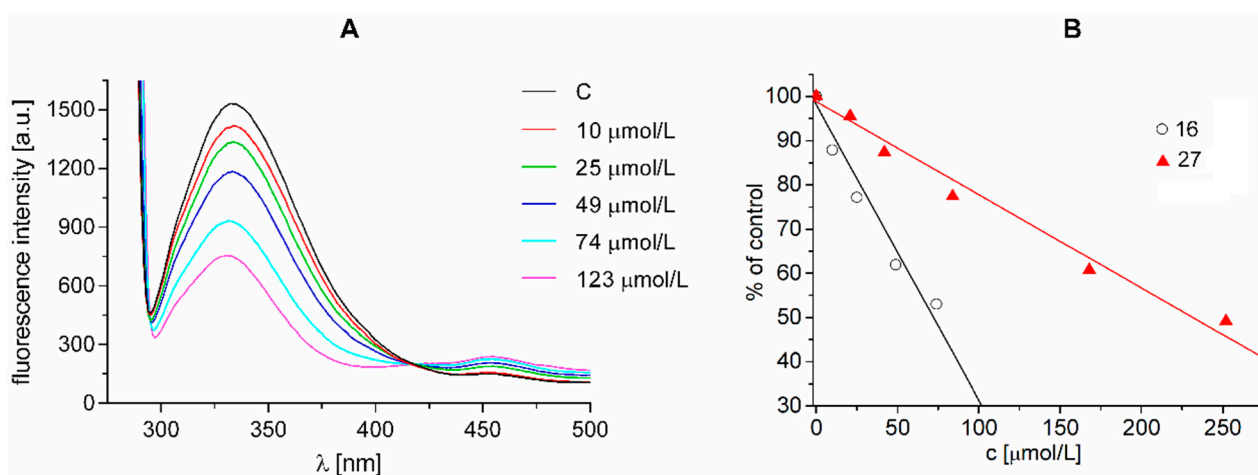 A
fluorescence intensity [a.u.]
1500
1200
900
600
300
0
300
350
400
450
500
λ [nm]
C
10 μmol/L
25 μmol/L
49 μmol/L
74 μmol/L
123 μmol/L
B
% of control
100
90
80
70
60
50
40
30
0
50
100
150
200
250
c [μmol/L]
16
27